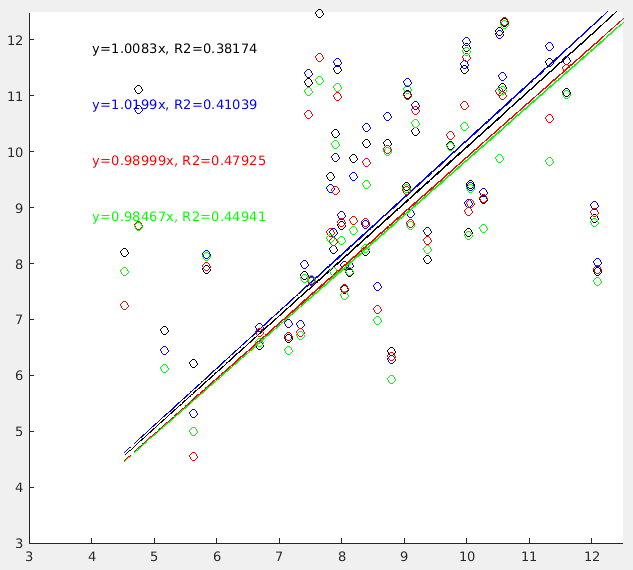 12
y=1.0083x, R2=0.38174
11
y=1.0199x, R2=0.41039
10
y=0.98999x, R2=0.47925
9
y=0.98467x, R2=0.44941
8
7
6
5
4
3
3 4 5 6 7 8 9 10 11 12